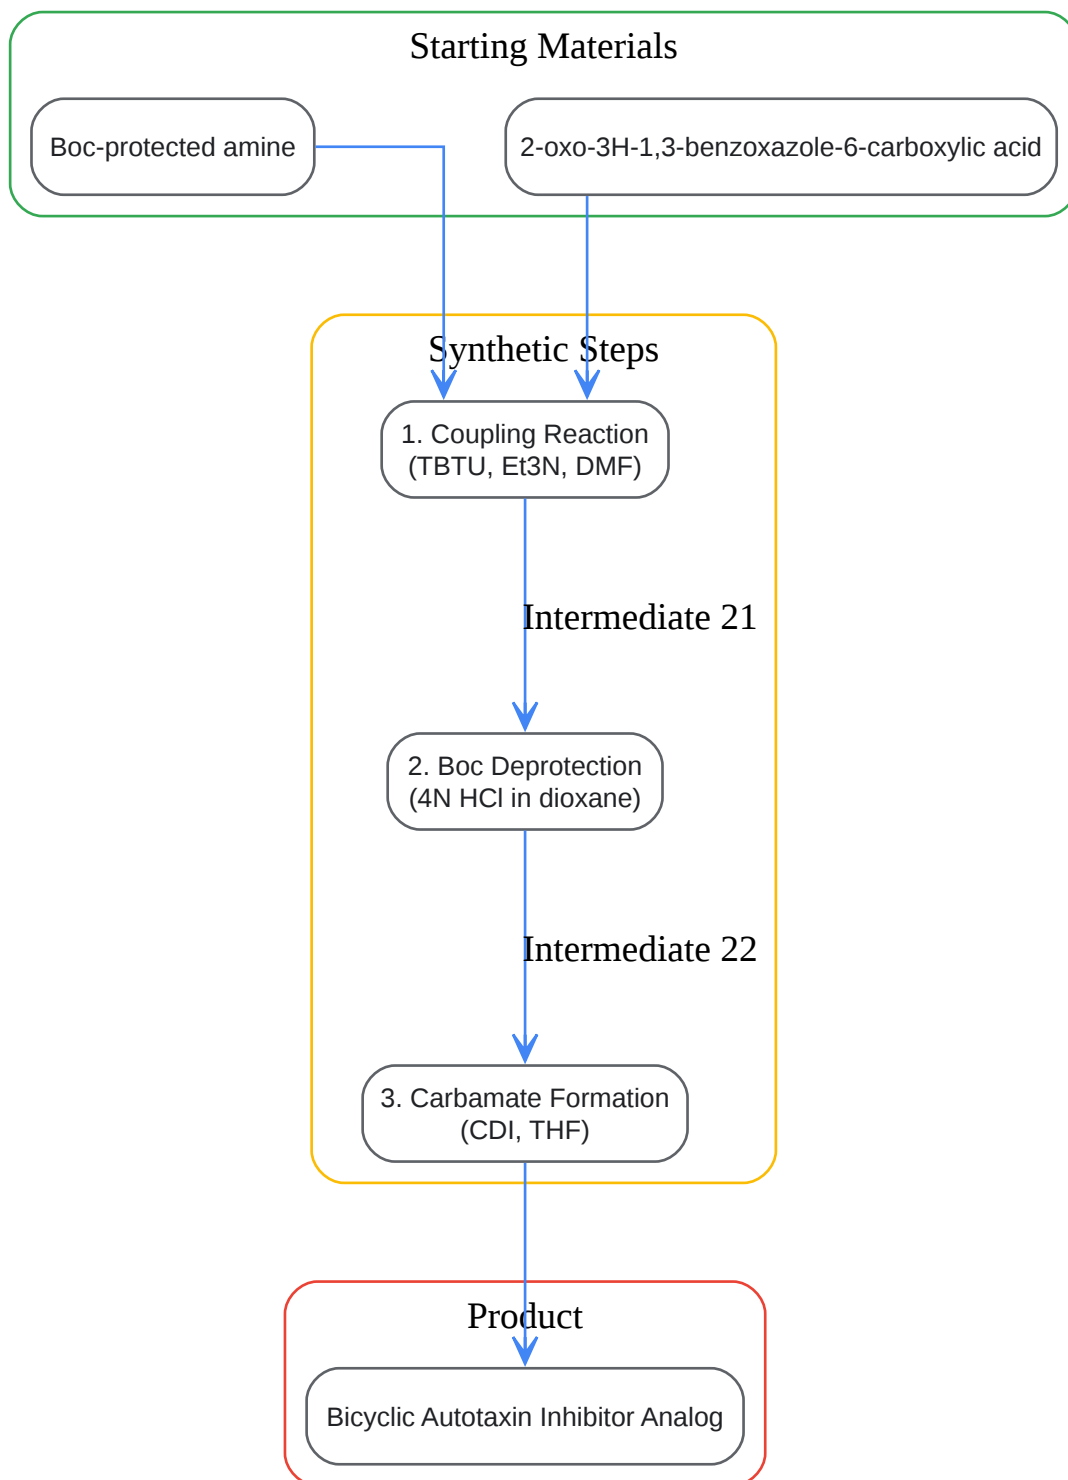 Starting Materials
Boc-protected amine
2-oxo-3H-1,3-benzoxazole-6-carboxylic acid
Synthetic Steps
1. Coupling Reaction
(TBTU, Et3N, DMF)
Intermediate 21
2. Boc Deprotection
(4N HCl in dioxane)
Intermediate 22
3. Carbamate Formation
(CDI, THF)
Product
Bicyclic Autotaxin Inhibitor Analog